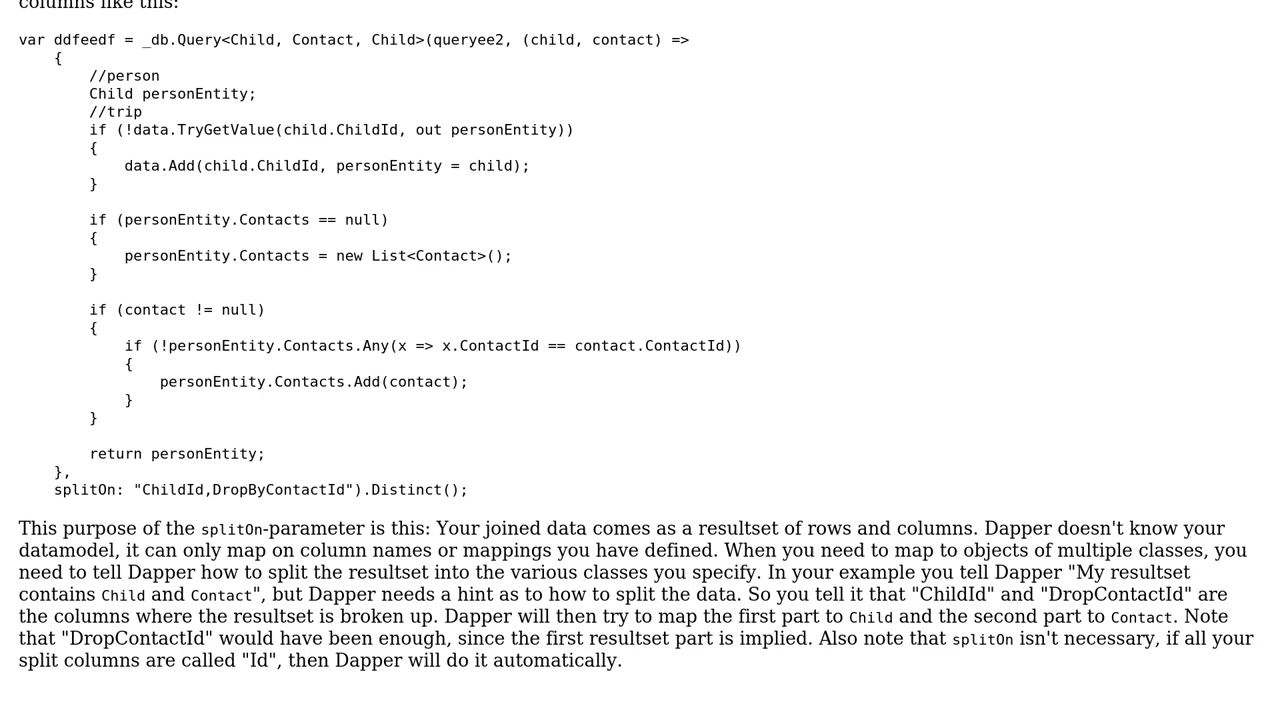 columns like this:
var ddfeedf = _db.Query<Child, Contact, Child>(queryee2, (child, contact) =>
    {
        //person
        Child personEntity;
        //trip
        if (!data.TryGetValue(child.ChildId, out personEntity))
        {
            data.Add(child.ChildId, personEntity = child);
        }

        if (personEntity.Contacts == null)
        {
            personEntity.Contacts = new List<Contact>();
        }

        if (contact != null)
        {
            if (!personEntity.Contacts.Any(x => x.ContactId == contact.ContactId))
            {
                personEntity.Contacts.Add(contact);
            }
        }

        return personEntity;
    },
    splitOn: "ChildId,DropByContactId").Distinct();
This purpose of the splitOn-parameter is this: Your joined data comes as a resultset of rows and columns. Dapper doesn't know your
datamodel, it can only map on column names or mappings you have defined. When you need to map to objects of multiple classes, you
need to tell Dapper how to split the resultset into the various classes you specify. In your example you tell Dapper "My resultset
contains Child and Contact", but Dapper needs a hint as to how to split the data. So you tell it that "ChildId" and "DropContactId" are
the columns where the resultset is broken up. Dapper will then try to map the first part to Child and the second part to Contact. Note
that "DropContactId" would have been enough, since the first resultset part is implied. Also note that splitOn isn't necessary, if all your
split columns are called "Id", then Dapper will do it automatically.